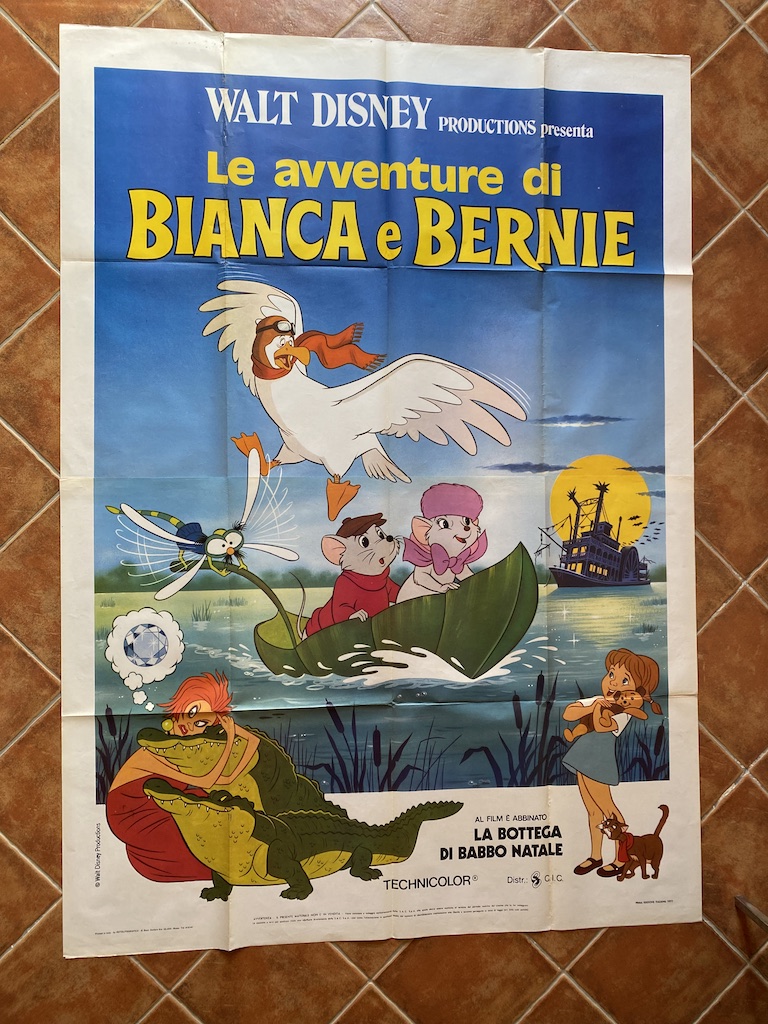 WALT DISNEY PRODUCTIONS presenta
Le avventure di
BIANCA e BERNIE
AL FILM È ABBINATO
LA BOTTEGA
DI BABBO NATALE
TECHNICOLOR® Distr.: C.I.C.
© Walt Disney Productions